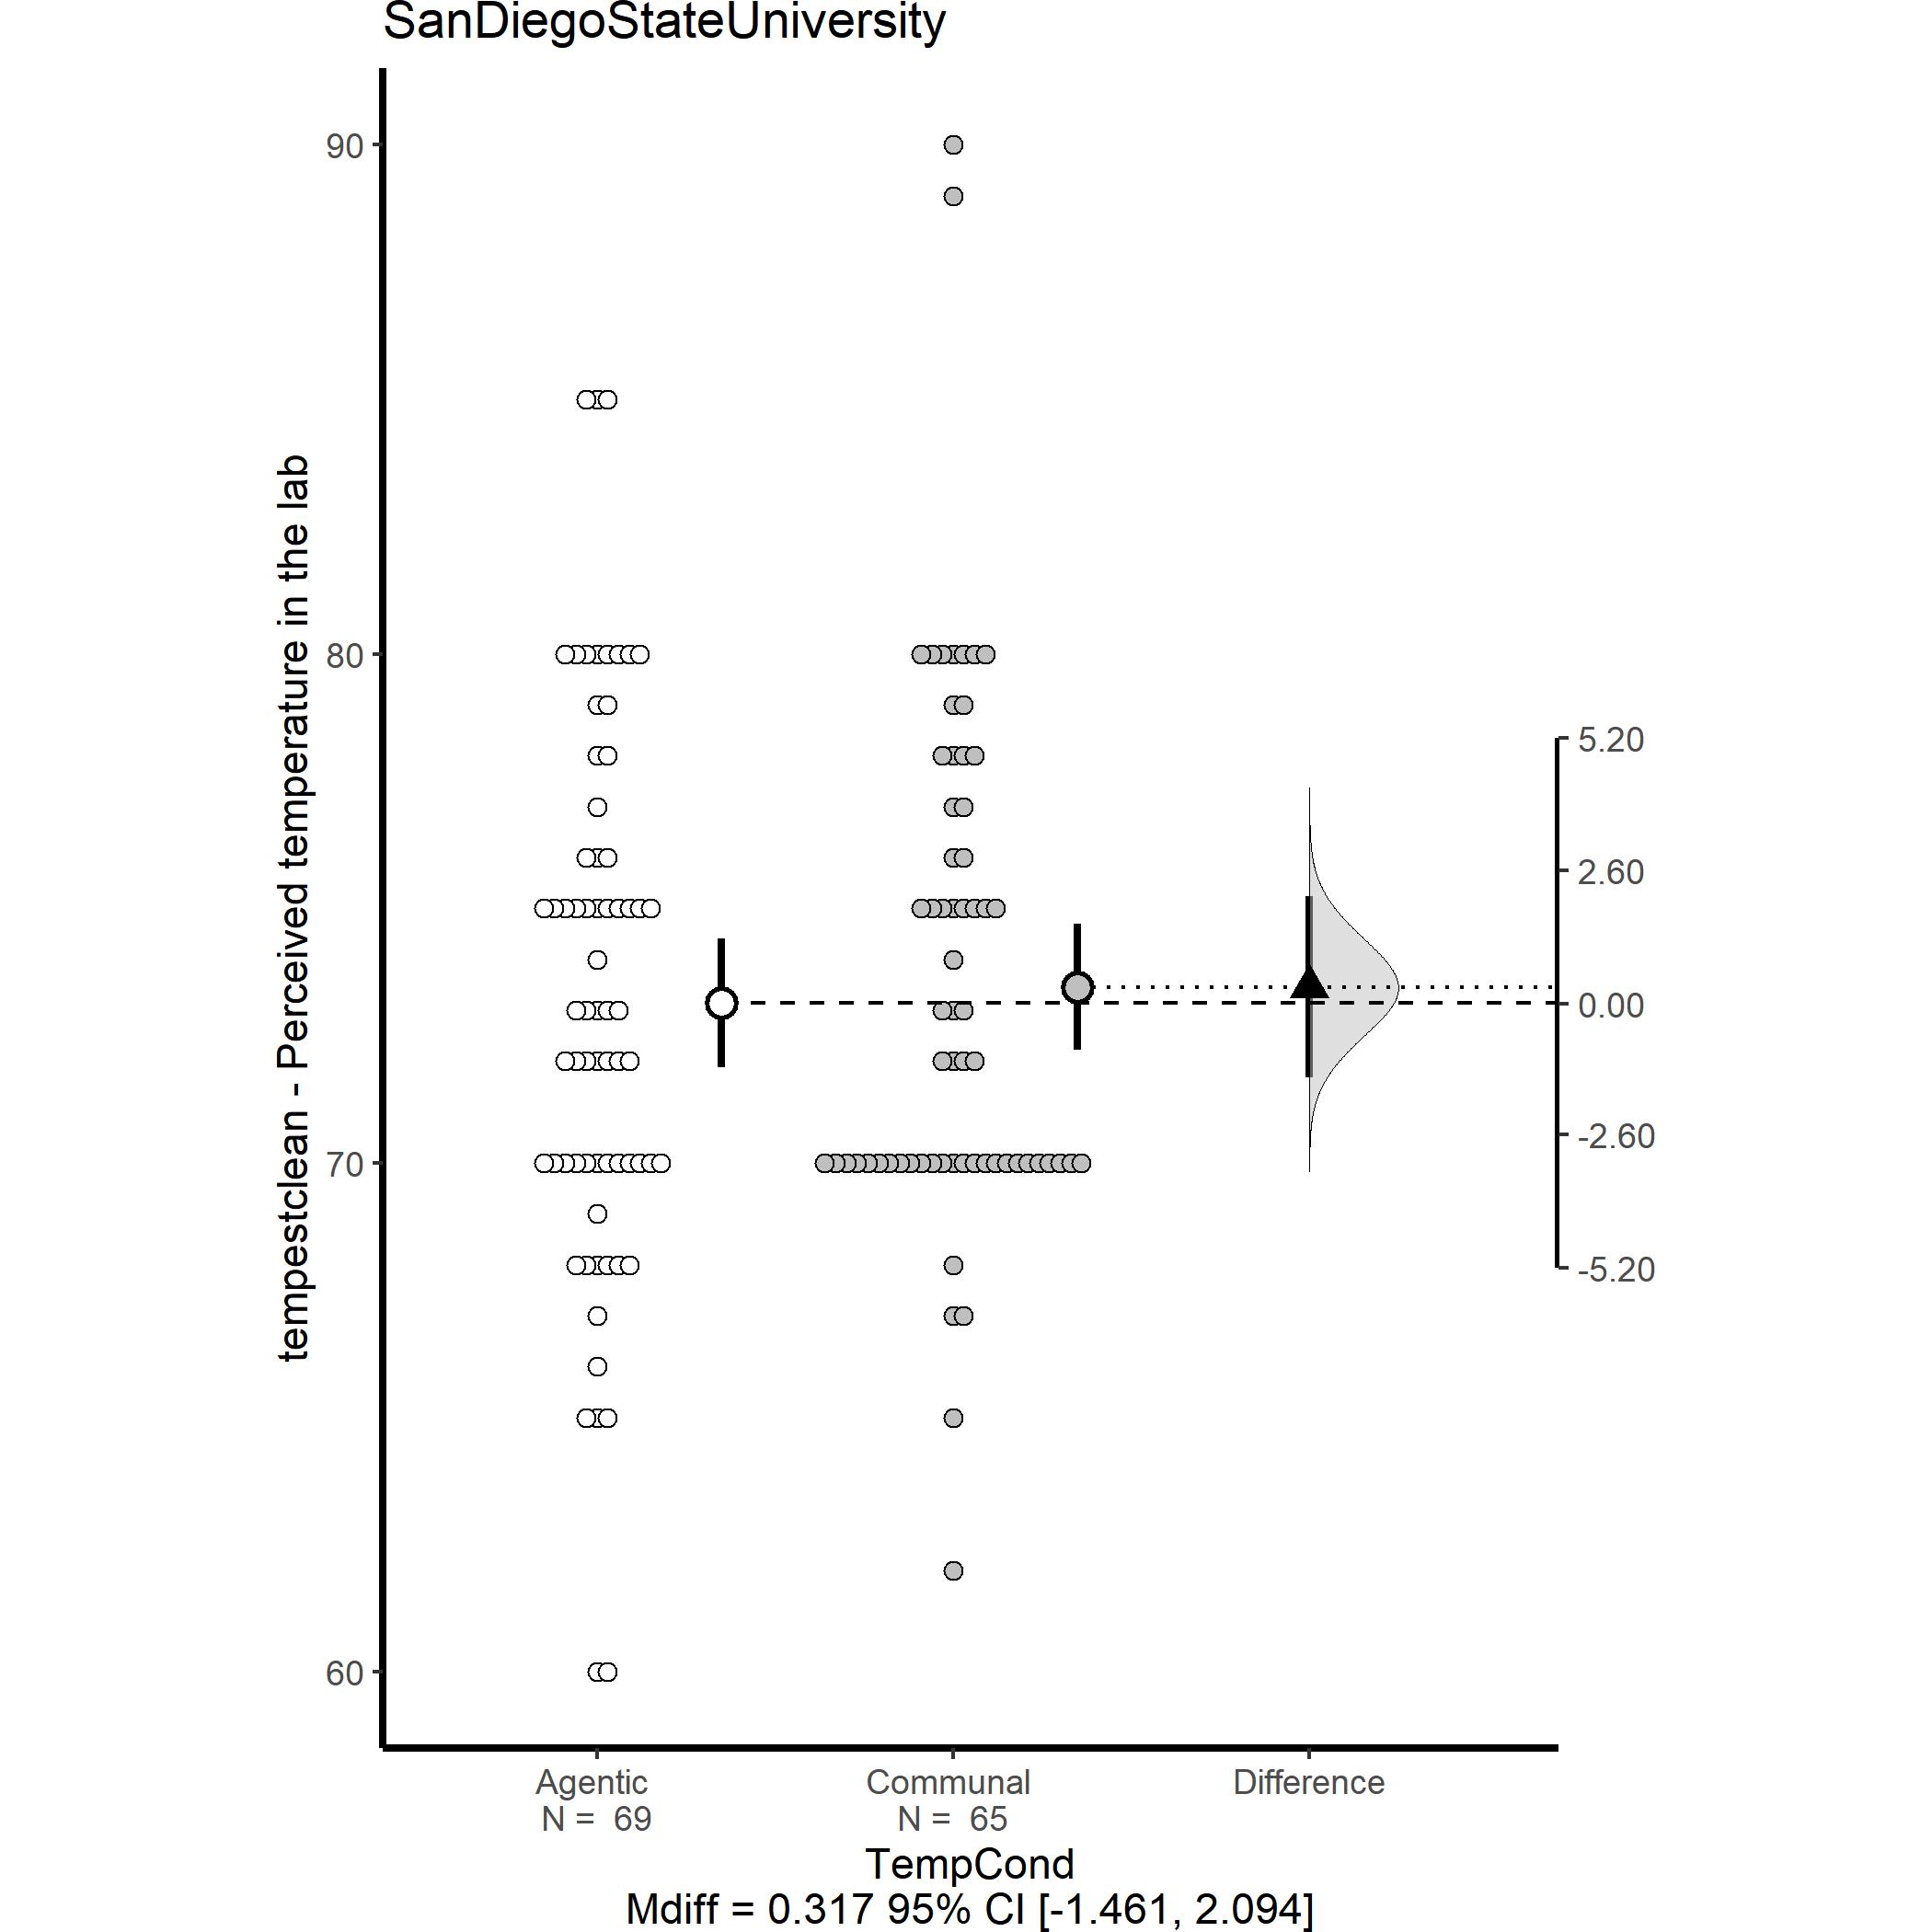 SanDiegoStateUniversity
tempestclean - Perceived temperature in the lab
90
80
70
60
5.20
2.60
0.00
-2.60
-5.20
Agentic
N = 69
Communal
N = 65
Difference
TempCond
Mdiff = 0.317 95% CI [-1.461, 2.094]